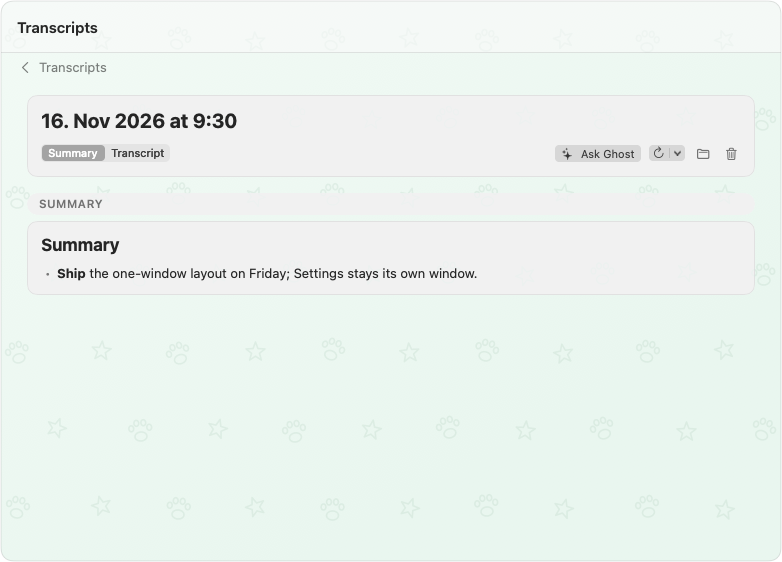 Transcripts
Transcripts
16. Nov 2026 at 9:30
Summary Transcript Ask Ghost
SUMMARY
Summary
• Ship the one-window layout on Friday; Settings stays its own window.